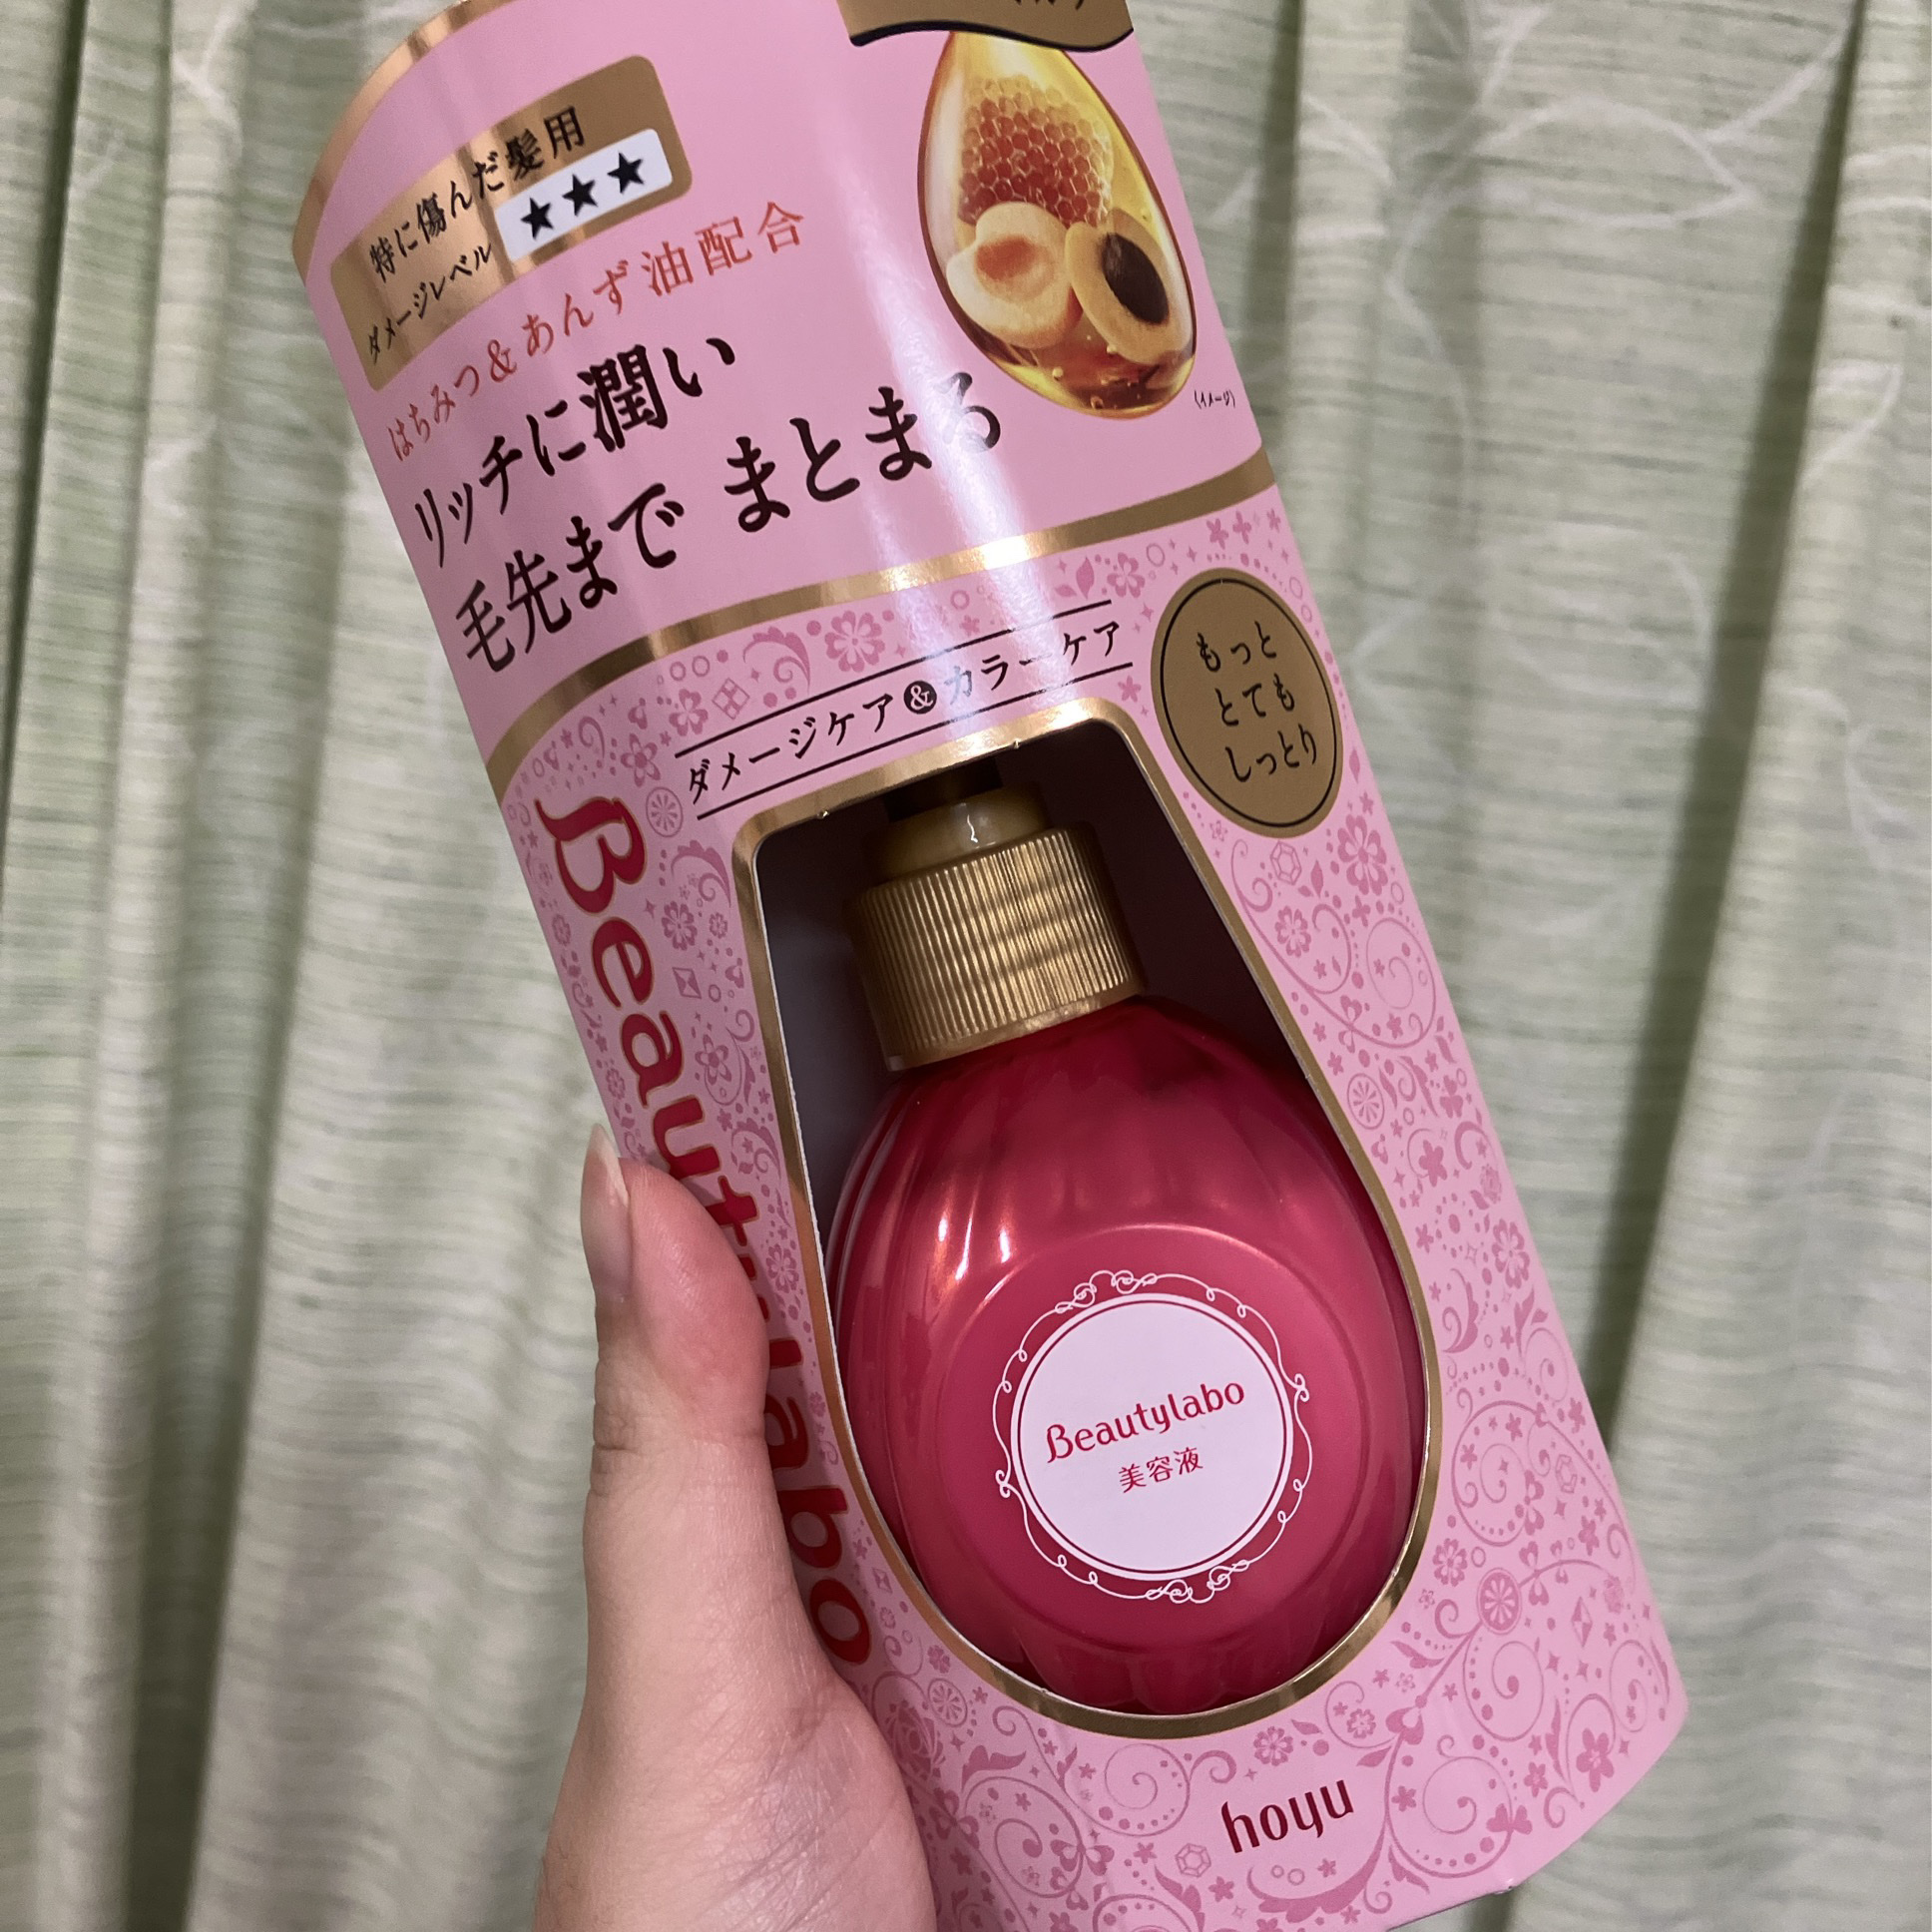 特に傷んだ髪用
ダメージレベル ★★★
はちみつ&あんず油配合
リッチに潤い
毛先まで まとまる
〈イメージ〉
ダメージケア&カラーケア
もっと
とても
しっとり
Beautylabo
Beautylabo
美容液
hoyu